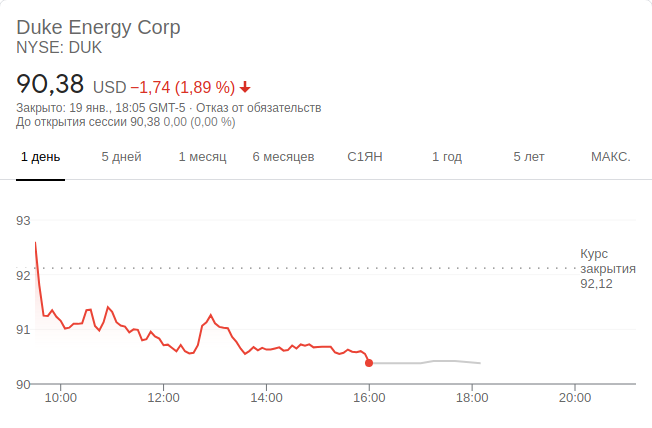 Duke Energy Corp
NYSE: DUK
90,38 USD −1,74 (1,89 %)
Закрыто: 19 янв., 18:05 GMT-5 · Отказ от обязательств
До открытия сессии 90,38 0,00 (0,00 %)
1 день 5 дней 1 месяц 6 месяцев С1ЯН 1 год 5 лет МАКС.
93
92
91
90
Курс
закрытия
92,12
10:00 12:00 14:00 16:00 18:00 20:00